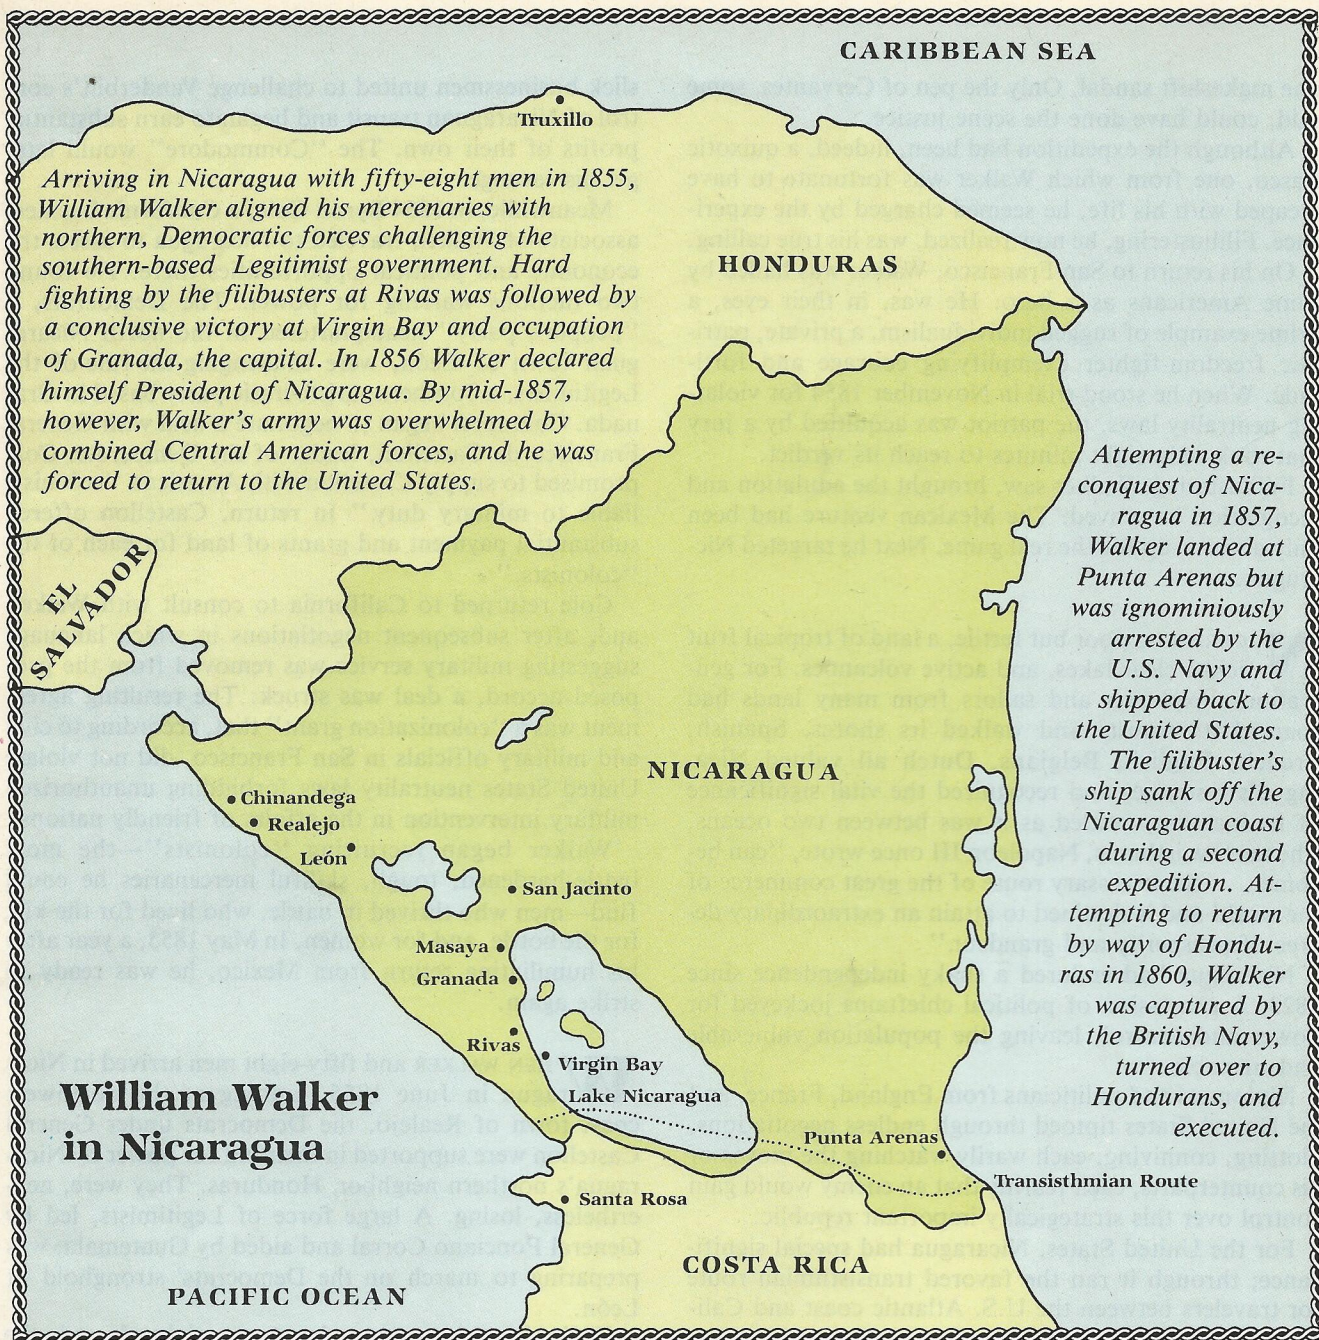 CARIBBEAN SEA
Truxillo
Arriving in Nicaragua with fifty-eight men in 1855,
William Walker aligned his mercenaries with
northern, Democratic forces challenging the
southern-based Legitimist government. Hard
fighting by the filibusters at Rivas was followed by
a conclusive victory at Virgin Bay and occupation
of Granada, the capital. In 1856 Walker declared
himself President of Nicaragua. By mid-1857,
however, Walker's army was overwhelmed by
combined Central American forces, and he was
forced to return to the United States.
HONDURAS
Attempting a re-
conquest of Nica-
ragua in 1857,
Walker landed at
Punta Arenas but
was ignominiously
arrested by the
U.S. Navy and
shipped back to
the United States.
The filibuster's
ship sank off the
Nicaraguan coast
during a second
expedition. At-
tempting to return
by way of Hondu-
ras in 1860, Walker
was captured by
the British Navy,
turned over to
Hondurans, and
executed.
EL
SALVADOR
NICARAGUA
Chinandega
Realejo
León
San Jacinto
Masaya
Granada
Rivas
Virgin Bay
Lake Nicaragua
William Walker
in Nicaragua
Punta Arenas
Transisthmian Route
Santa Rosa
COSTA RICA
PACIFIC OCEAN